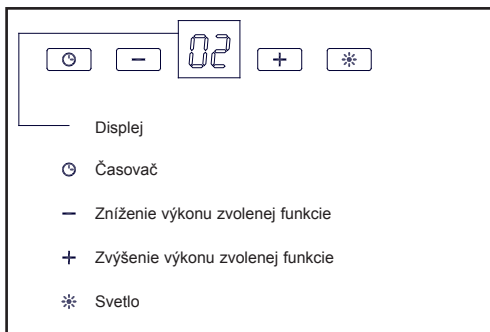 02
Displej
Časovač
Zníženie výkonu zvolenej funkcie
Zvýšenie výkonu zvolenej funkcie
Svetlo